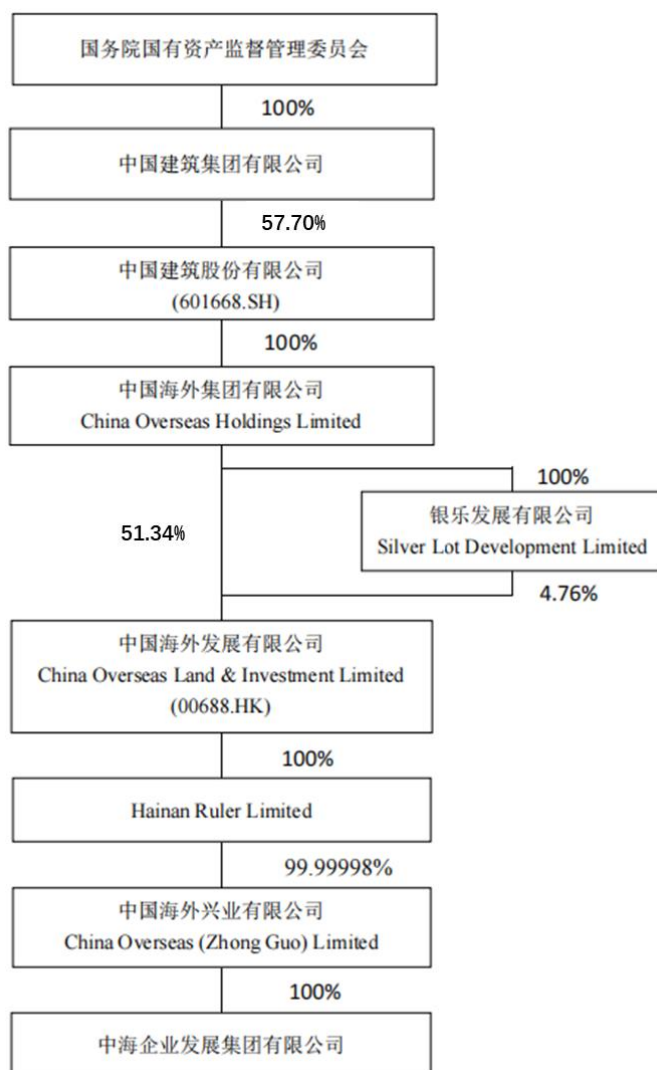 国务院国有资产监督管理委员会
100%
中国建筑集团有限公司
57.70%
中国建筑股份有限公司
(601668.SH)
100%
中国海外集团有限公司
China Overseas Holdings Limited
100%
银乐发展有限公司
Silver Lot Development Limited
51.34%
4.76%
中国海外发展有限公司
China Overseas Land & Investment Limited
(00688.HK)
100%
Hainan Ruler Limited
99.99998%
中国海外兴业有限公司
China Overseas (Zhong Guo) Limited
100%
中海企业发展集团有限公司